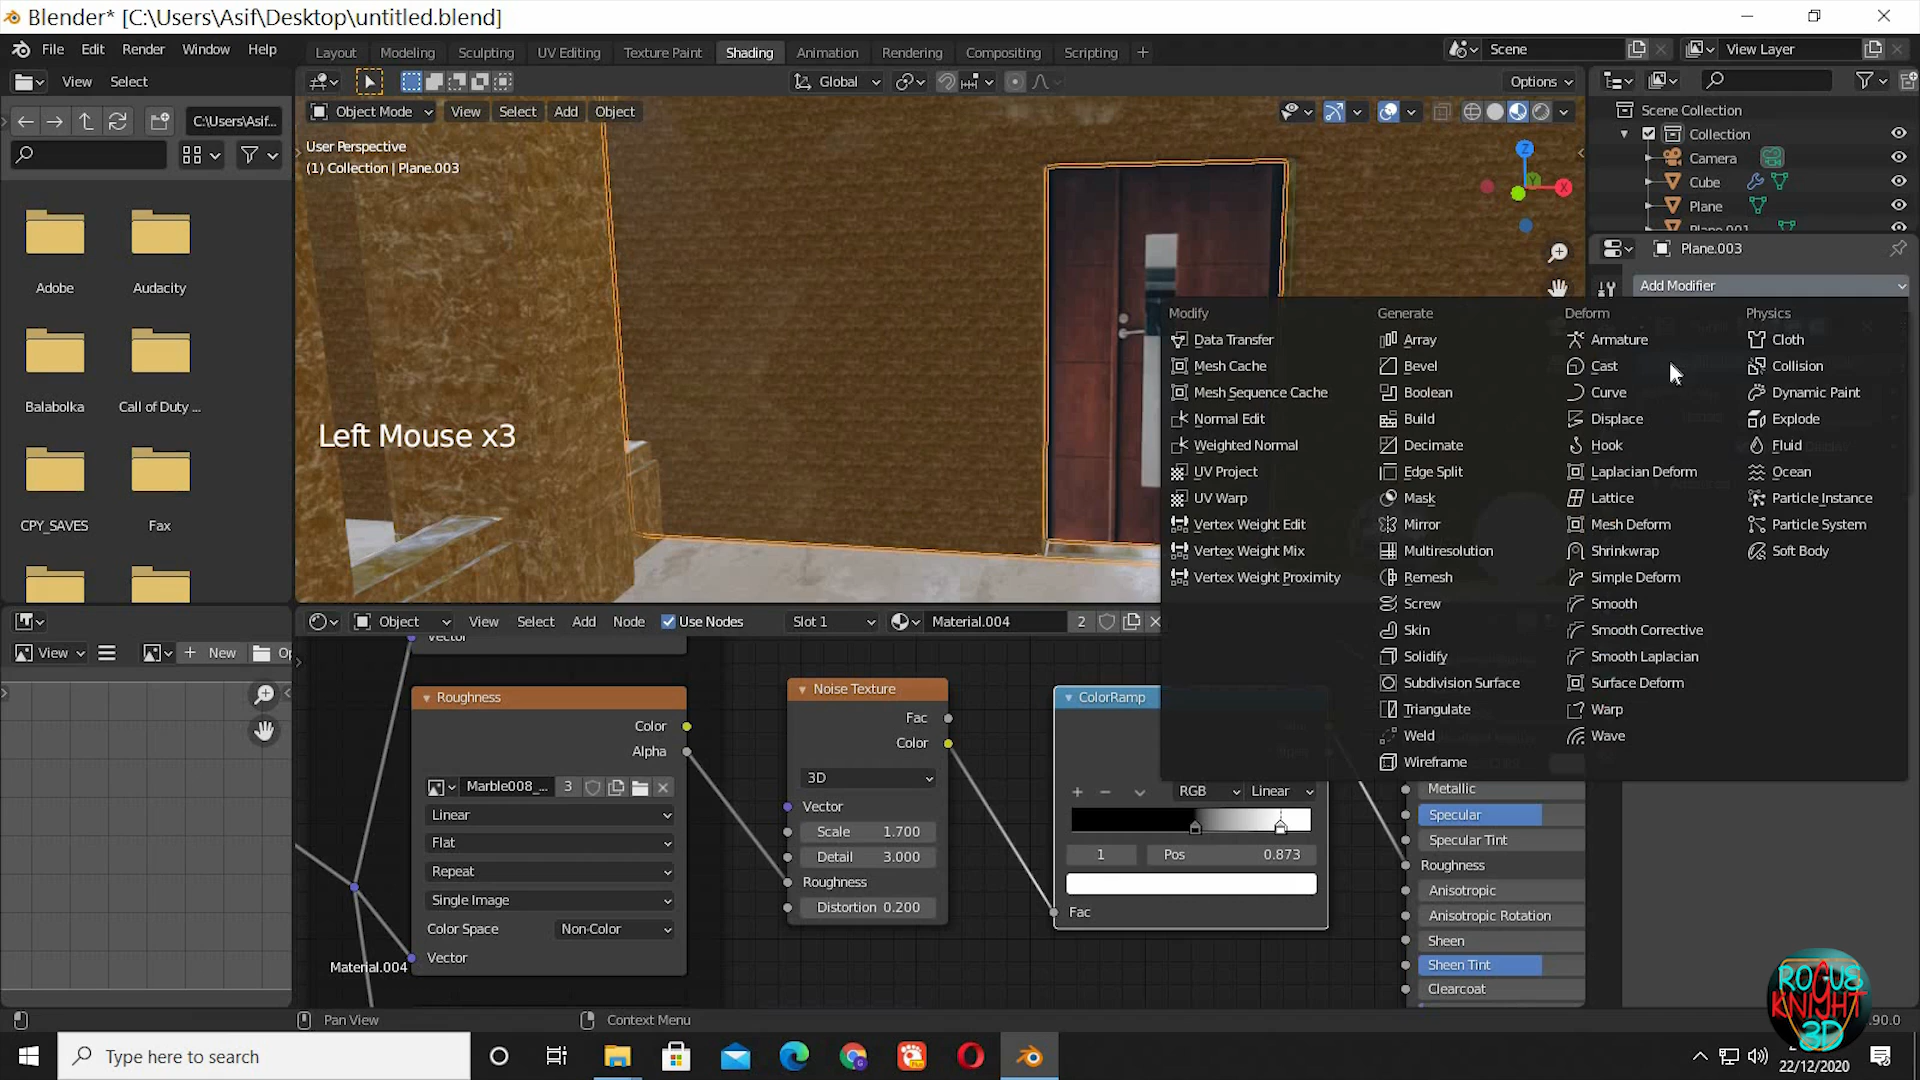 Blender* [C:\Users\Asif\Desktop\untitled.blend]
File Edit Render Window Help
Layout Modeling Sculpting UV Editing Texture Paint Shading Animation Rendering Compositing Scripting +
Scene
View Layer
View Select
Global
Options
C:\Users\Asif...
Object Mode View Select Add Object
User Perspective
(1) Collection | Plane.003
Scene Collection
Collection
Camera
Cube
Plane
Plane.001
Plane.003
Add Modifier
Adobe
Audacity
Balabolka
Call of Duty ...
CPY_SAVES
Fax
Left Mouse x3
Z
Y
X
Modify
Data Transfer
Mesh Cache
Mesh Sequence Cache
Normal Edit
Weighted Normal
UV Project
UV Warp
Vertex Weight Edit
Vertex Weight Mix
Vertex Weight Proximity
Generate
Array
Bevel
Boolean
Build
Decimate
Edge Split
Mask
Mirror
Multiresolution
Remesh
Screw
Skin
Solidify
Subdivision Surface
Triangulate
Weld
Wireframe
Deform
Armature
Cast
Curve
Displace
Hook
Laplacian Deform
Lattice
Mesh Deform
Shrinkwrap
Simple Deform
Smooth
Smooth Corrective
Smooth Laplacian
Surface Deform
Warp
Wave
Physics
Cloth
Collision
Dynamic Paint
Explode
Fluid
Ocean
Particle Instance
Particle System
Soft Body
Object View Select Add Node Use Nodes Slot 1 Material.004 2
View + New Op
Vector
Roughness
Color
Alpha
Marble008_... 3
Linear
Flat
Repeat
Single Image
Color Space Non-Color
Vector
Material.004
Noise Texture
Fac
Color
3D
Vector
Scale 1.700
Detail 3.000
Roughness
Distortion 0.200
ColorRamp
+ − RGB Linear
1 Pos 0.873
Fac
Metallic
Specular
Specular Tint
Roughness
Anisotropic
Anisotropic Rotation
Sheen
Sheen Tint
Clearcoat
ROGUE
KNIGHT
3D
Pan View
Context Menu
.90.0
Type here to search
22/12/2020